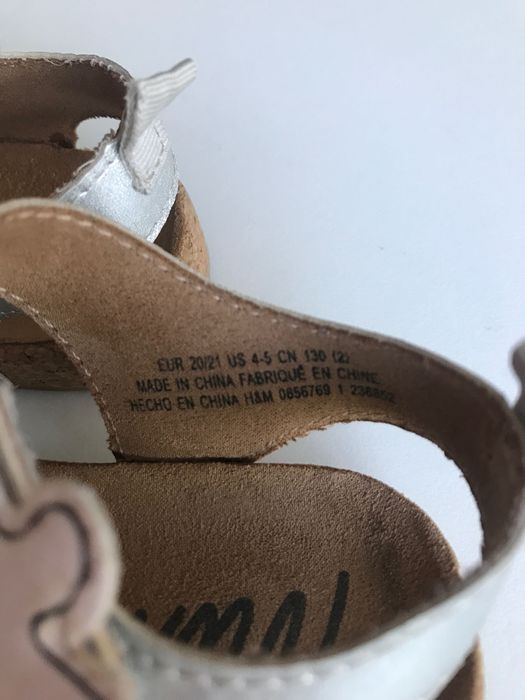 EUR 20/21 US 4-5 CN 130 (2)
MADE IN CHINA FABRIQUÉ EN CHINE
HECHO EN CHINA H&M 0656769 1